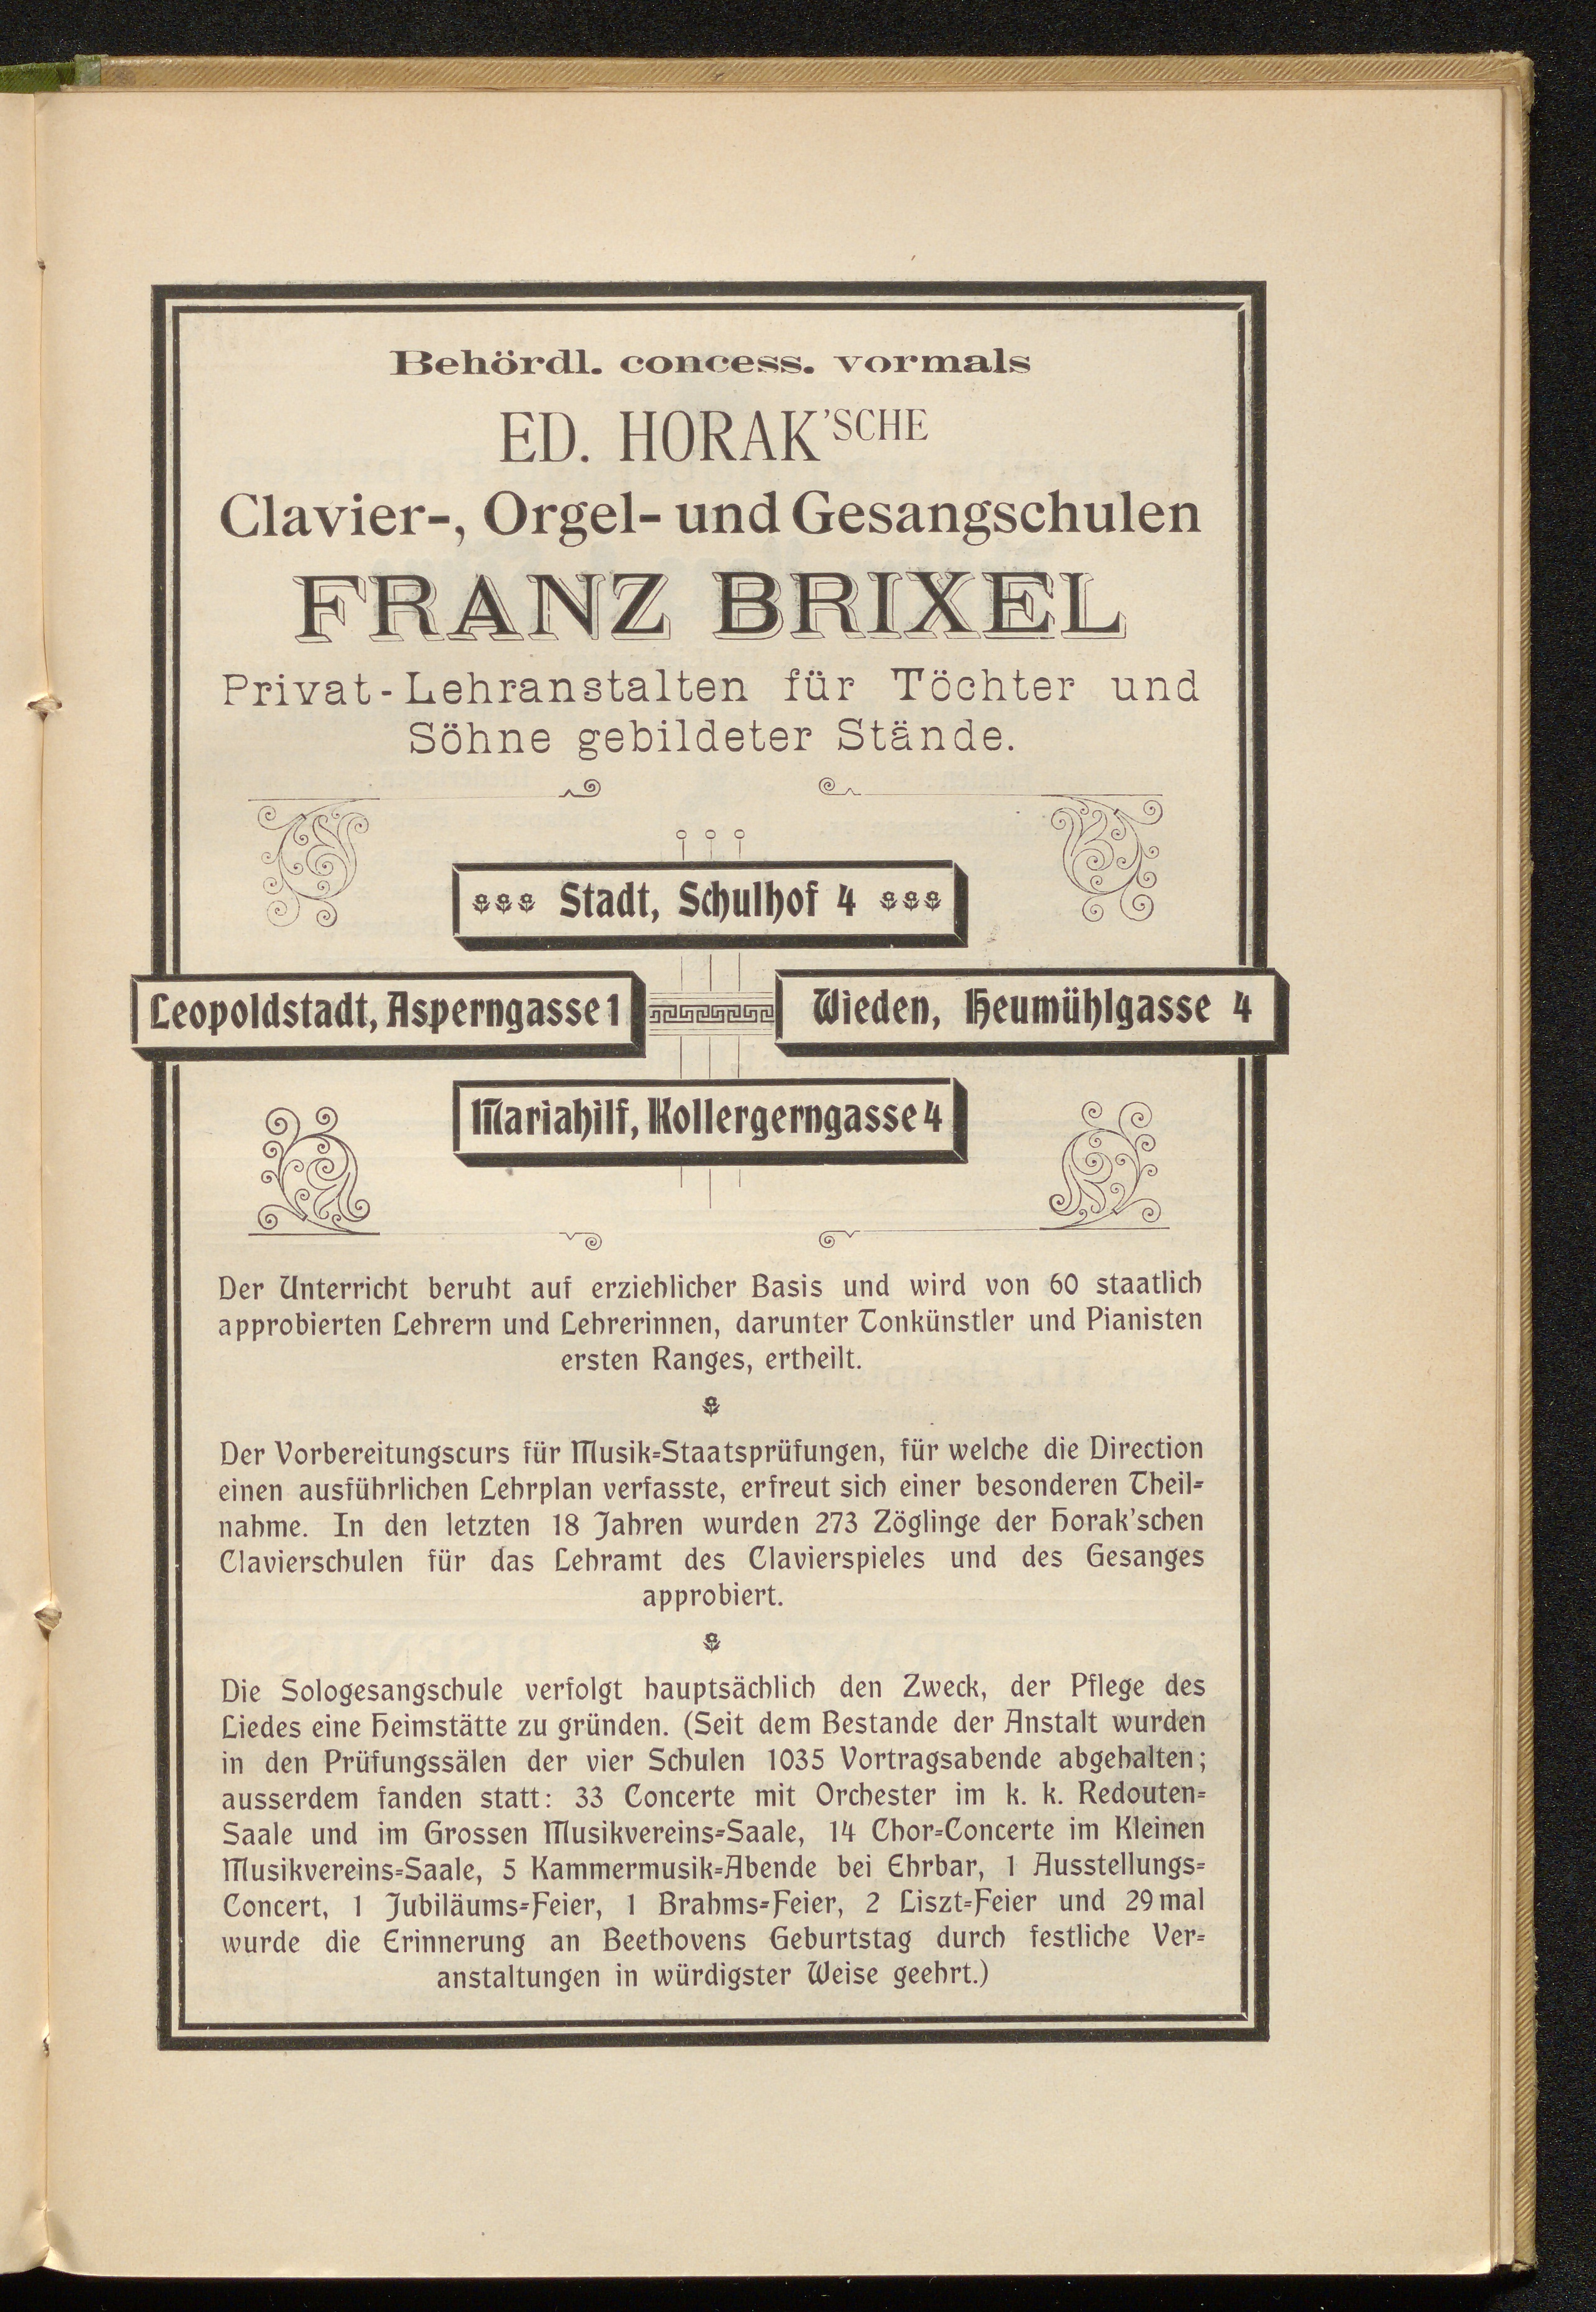 Behördl. concess. vormals
ED. HORAK'SCHE
Clavier-, Orgel- und Gesangschulen
FRANZ BRIXEL
Privat-Lehranstalten für Töchter und
Söhne gebildeter Stände.
Stadt, Schulhof 4
Leopoldstadt, Asperngasse 1
Wieden, Heumühlgasse 4
Mariahilf, Kollergerngasse 4
Der Unterricht beruht auf erziehlicher Basis und wird von 60 staatlich
approbierten Lehrern und Lehrerinnen, darunter Tonkünstler und Pianisten
ersten Ranges, ertheilt.
Der Vorbereitungscurs für Musik-Staatsprüfungen, für welche die Direction
einen ausführlichen Lehrplan verfasste, erfreut sich einer besonderen Theil-
nahme. In den letzten 18 Jahren wurden 273 Zöglinge der Horak'schen
Clavierschulen für das Lehramt des Clavierspieles und des Gesanges
approbiert.
Die Sologesangschule verfolgt hauptsächlich den Zweck, der Pflege des
Liedes eine Heimstätte zu gründen. (Seit dem Bestande der Anstalt wurden
in den Prüfungssälen der vier Schulen 1035 Vortragsabende abgehalten;
ausserdem fanden statt: 33 Concerte mit Orchester im k. k. Redouten-
Saale und im Grossen Musikvereins-Saale, 14 Chor-Concerte im Kleinen
Musikvereins-Saale, 5 Kammermusik-Abende bei Ehrbar, 1 Ausstellungs-
Concert, 1 Jubiläums-Feier, 1 Brahms-Feier, 2 Liszt-Feier und 29 mal
wurde die Erinnerung an Beethovens Geburtstag durch festliche Ver-
anstaltungen in würdigster Weise geehrt.)